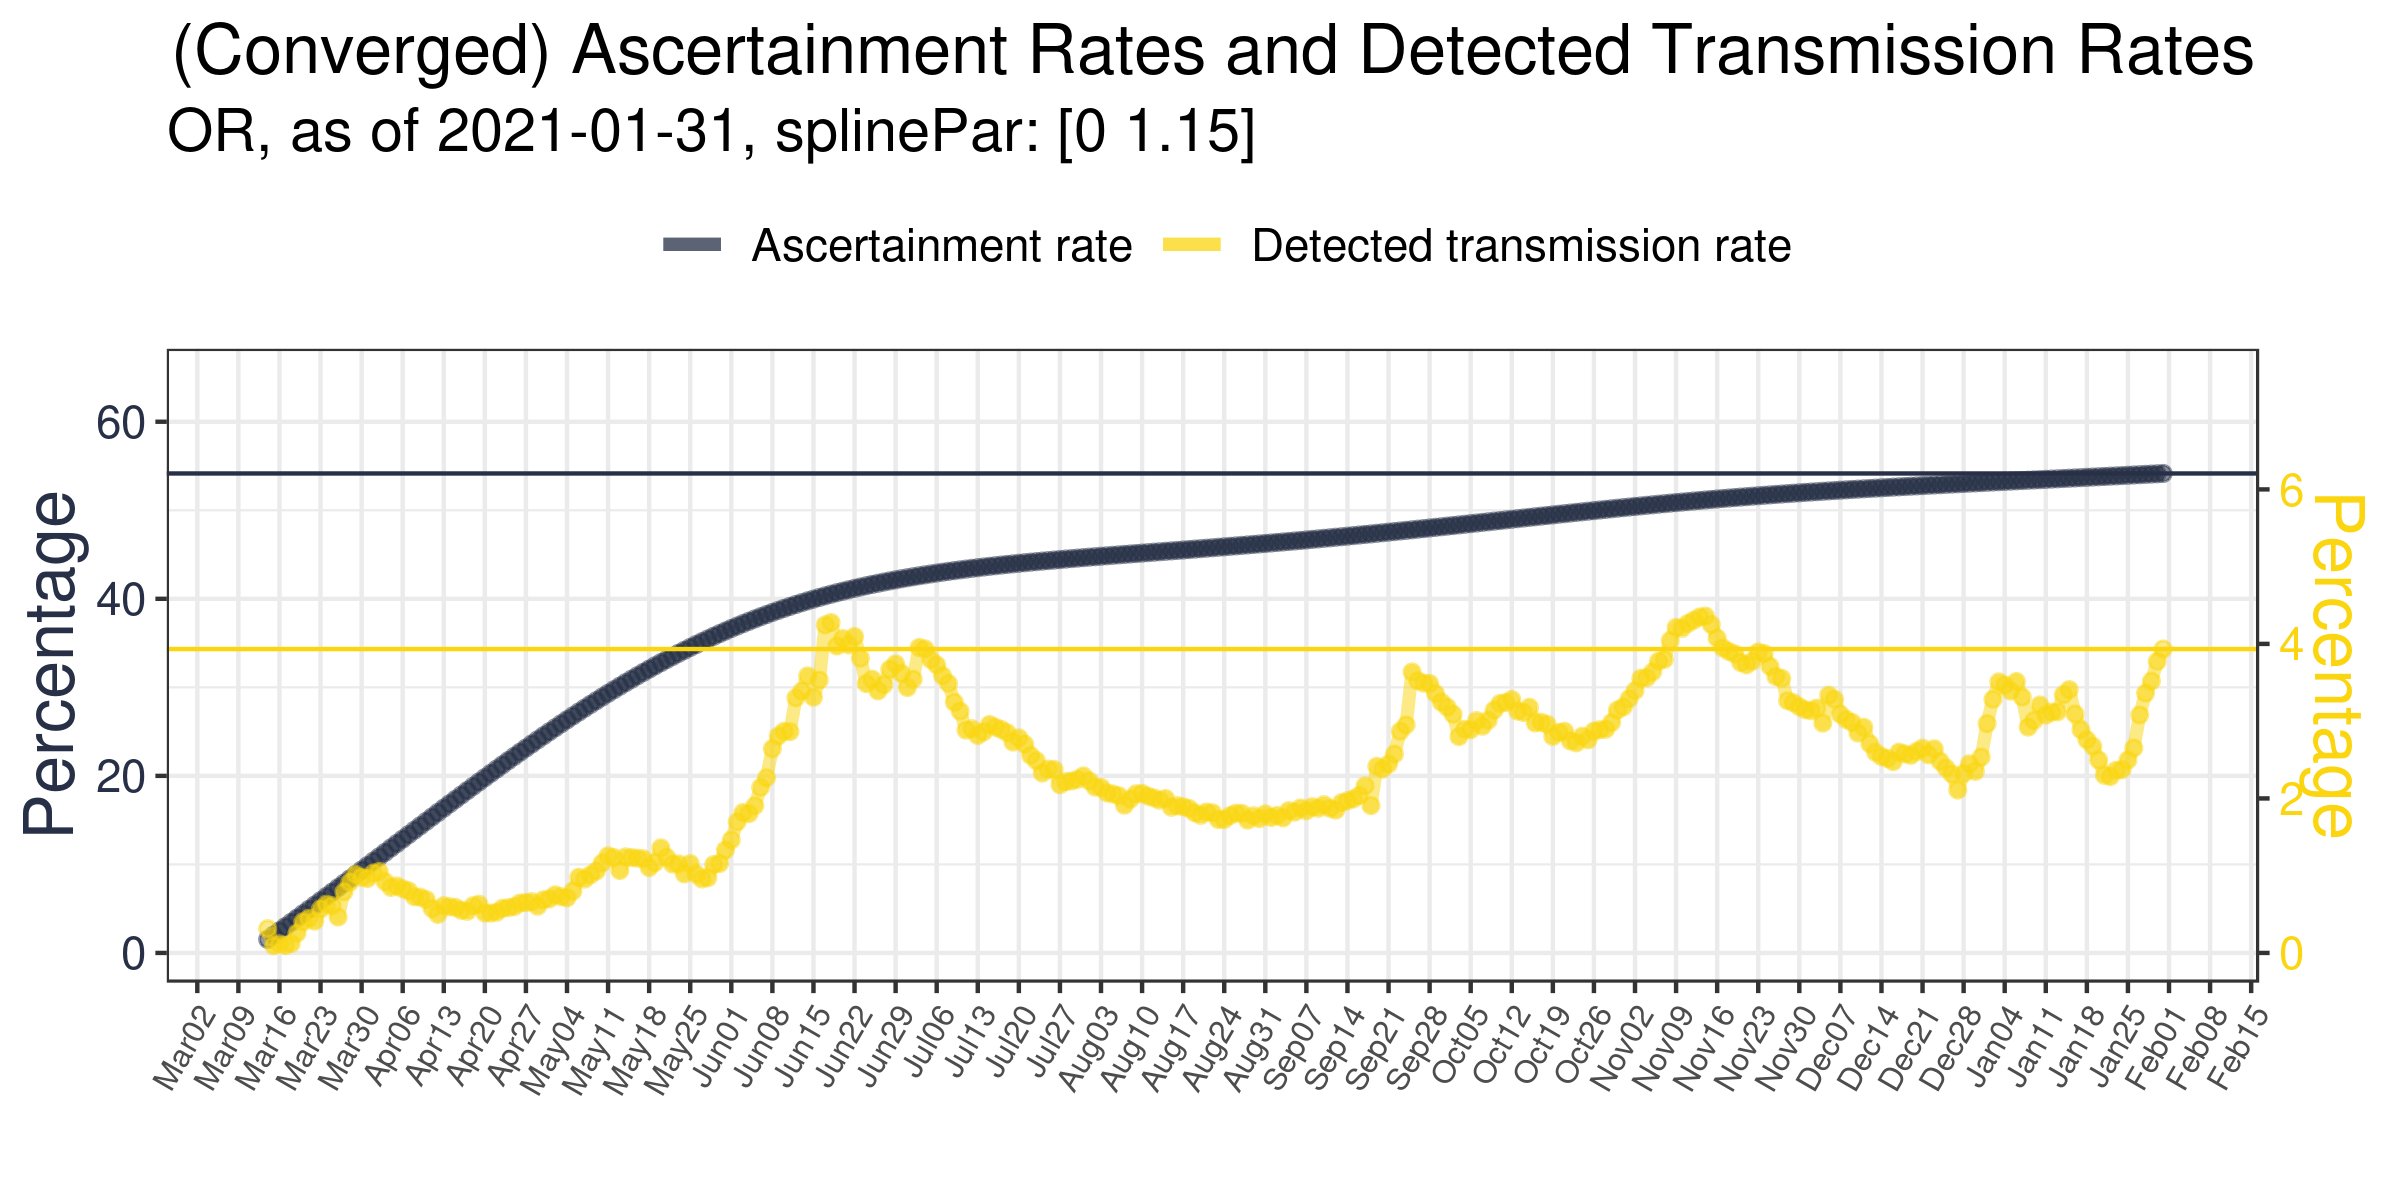 (Converged) Ascertainment Rates and Detected Transmission Rates
OR, as of 2021-01-31, splinePar: [0 1.15]
Ascertainment rate
Detected transmission rate
Percentage
60
40
20
0
6
4
2
0
Percentage
Mar02
Mar09
Mar16
Mar23
Mar30
Apr06
Apr13
Apr20
Apr27
May04
May11
May18
May25
Jun01
Jun08
Jun15
Jun22
Jun29
Jul06
Jul13
Jul20
Jul27
Aug03
Aug10
Aug17
Aug24
Aug31
Sep07
Sep14
Sep21
Sep28
Oct05
Oct12
Oct19
Oct26
Nov02
Nov09
Nov16
Nov23
Nov30
Dec07
Dec14
Dec21
Dec28
Jan04
Jan11
Jan18
Jan25
Feb01
Feb08
Feb15